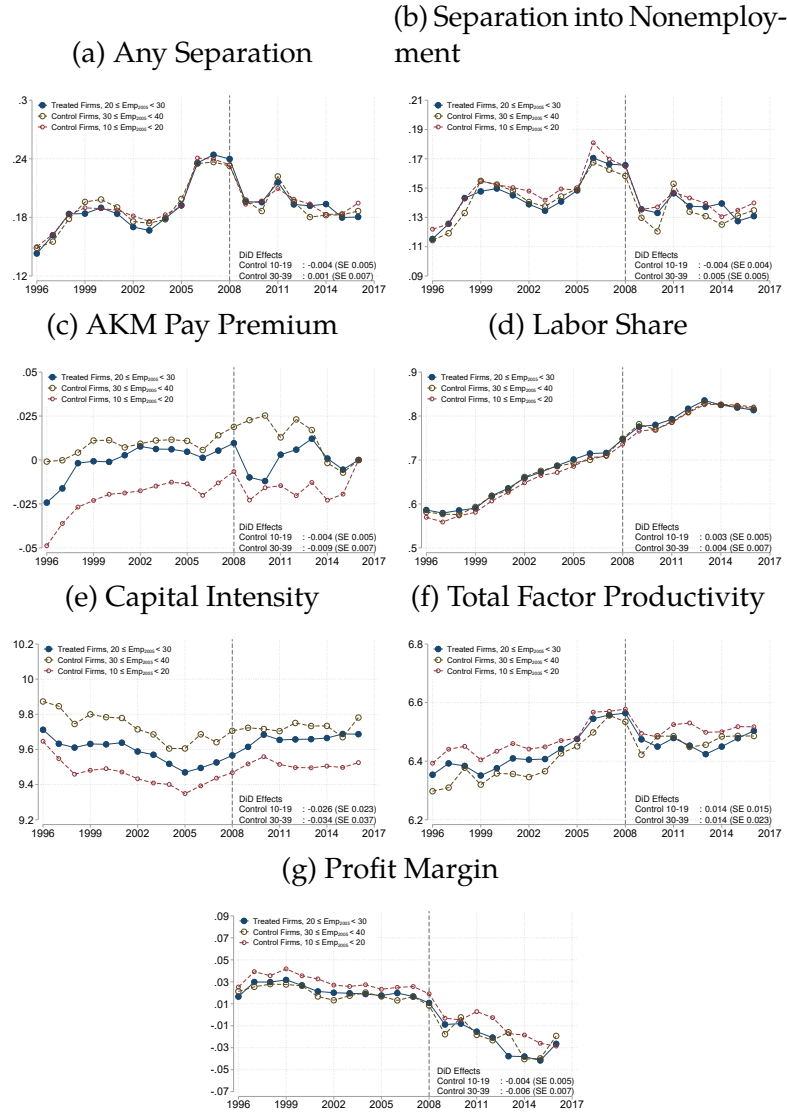 (a) Any Separation
(b) Separation into Nonemploy-
ment
.3
.24
.18
.12
Treated Firms, 20 ≤ Emp2005 < 30
Control Firms, 30 ≤ Emp2005 < 40
Control Firms, 10 ≤ Emp2005 < 20
DiD Effects
Control 10-19 : -0.004 (SE 0.005)
Control 30-39 : 0.001 (SE 0.007)
1996 1999 2002 2005 2008 2011 2014 2017
.21
.19
.17
.15
.13
.11
.09
Treated Firms, 20 ≤ Emp2005 < 30
Control Firms, 30 ≤ Emp2005 < 40
Control Firms, 10 ≤ Emp2005 < 20
DiD Effects
Control 10-19 : -0.004 (SE 0.004)
Control 30-39 : 0.005 (SE 0.005)
1996 1999 2002 2005 2008 2011 2014 2017
(c) AKM Pay Premium
(d) Labor Share
.05
.025
0
-.025
-.05
Treated Firms, 20 ≤ Emp2005 < 30
Control Firms, 30 ≤ Emp2005 < 40
Control Firms, 10 ≤ Emp2005 < 20
DiD Effects
Control 10-19 : -0.004 (SE 0.005)
Control 30-39 : -0.009 (SE 0.007)
1996 1999 2002 2005 2008 2011 2014 2017
.9
.8
.7
.6
.5
Treated Firms, 20 ≤ Emp2005 < 30
Control Firms, 30 ≤ Emp2005 < 40
Control Firms, 10 ≤ Emp2005 < 20
DiD Effects
Control 10-19 : 0.003 (SE 0.005)
Control 30-39 : 0.004 (SE 0.007)
1996 1999 2002 2005 2008 2011 2014 2017
(e) Capital Intensity
(f) Total Factor Productivity
10.2
10
9.8
9.6
9.4
9.2
Treated Firms, 20 ≤ Emp2005 < 30
Control Firms, 30 ≤ Emp2005 < 40
Control Firms, 10 ≤ Emp2005 < 20
DiD Effects
Control 10-19 : -0.026 (SE 0.023)
Control 30-39 : -0.034 (SE 0.037)
1996 1999 2002 2005 2008 2011 2014 2017
6.8
6.6
6.4
6.2
Treated Firms, 20 ≤ Emp2005 < 30
Control Firms, 30 ≤ Emp2005 < 40
Control Firms, 10 ≤ Emp2005 < 20
DiD Effects
Control 10-19 : 0.014 (SE 0.015)
Control 30-39 : 0.014 (SE 0.023)
1996 1999 2002 2005 2008 2011 2014 2017
(g) Profit Margin
.09
.07
.05
.03
.01
-.01
-.03
-.05
-.07
Treated Firms, 20 ≤ Emp2005 < 30
Control Firms, 30 ≤ Emp2005 < 40
Control Firms, 10 ≤ Emp2005 < 20
DiD Effects
Control 10-19 : -0.004 (SE 0.005)
Control 30-39 : -0.006 (SE 0.007)
1996 1999 2002 2005 2008 2011 2014 2017